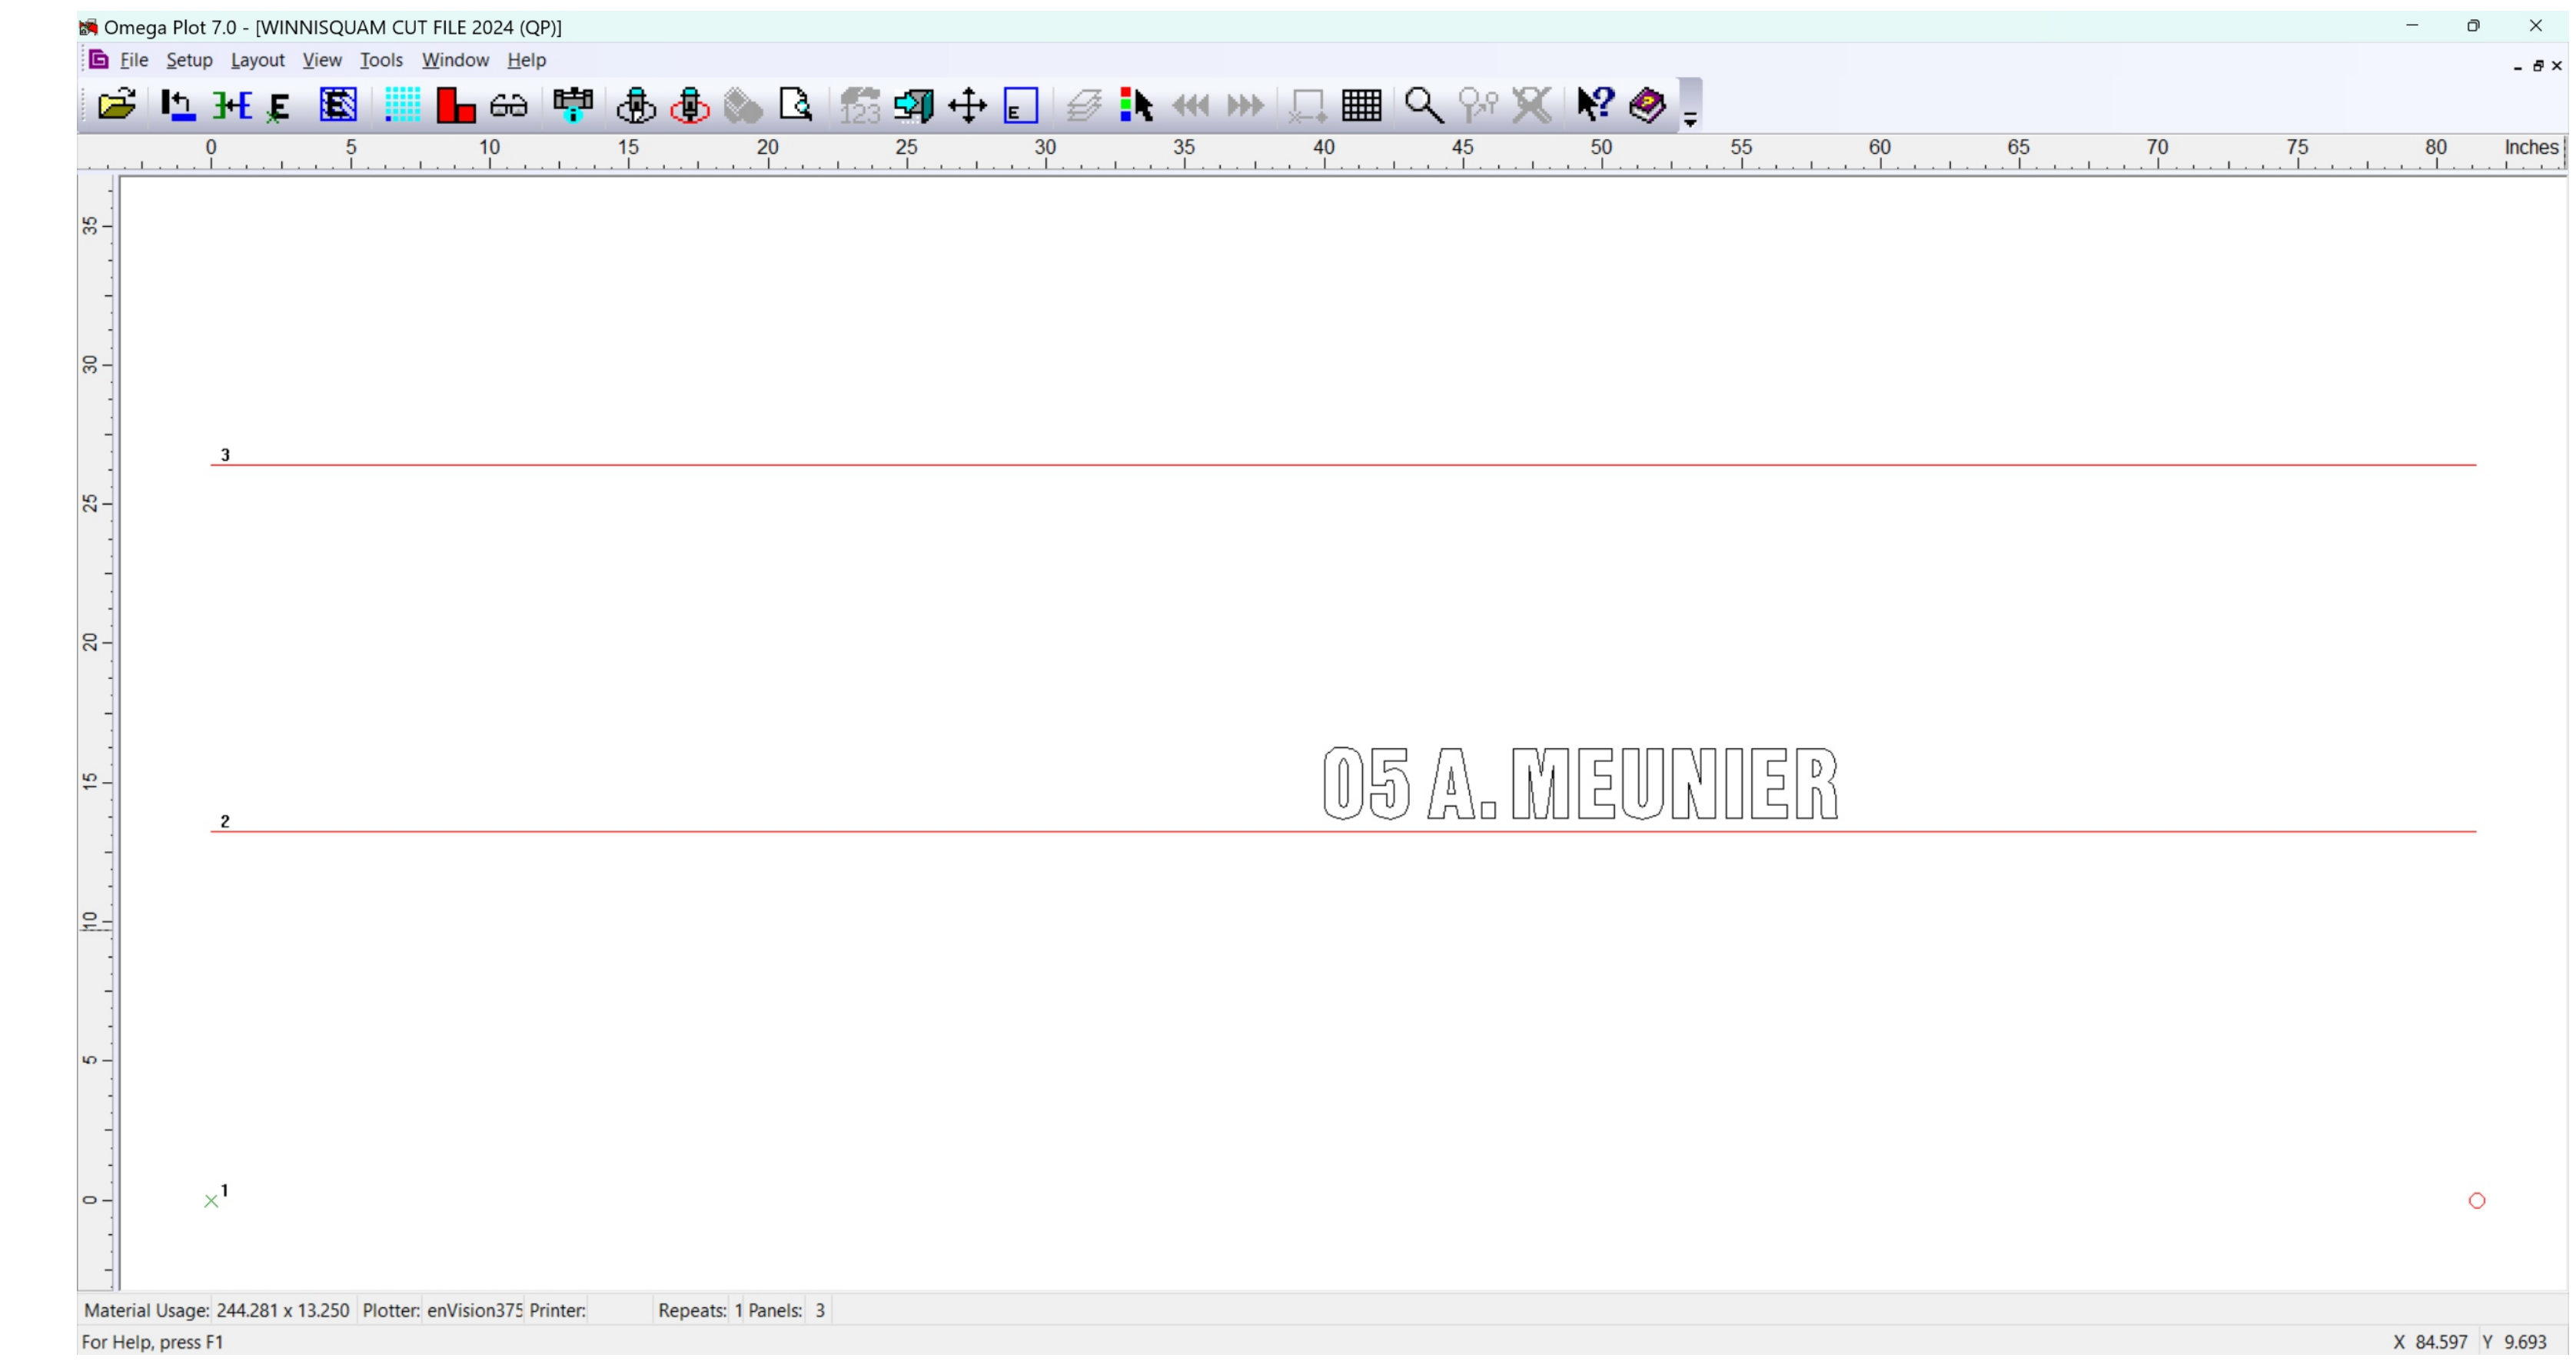 Omega Plot 7.0 - [WINNISQUAM CUT FILE 2024 (QP)]
File Setup Layout View Tools Window Help
0 5 10 15 20 25 30 35 40 45 50 55 60 65 70 75 80 Inches
35
30
3
25
20
05 A. MEUNIER
15
2
10
5
1
0
Material Usage: 244.281 x 13.250 Plotter: enVision375 Printer: Repeats: 1 Panels: 3
For Help, press F1 X 84.597 Y 9.693